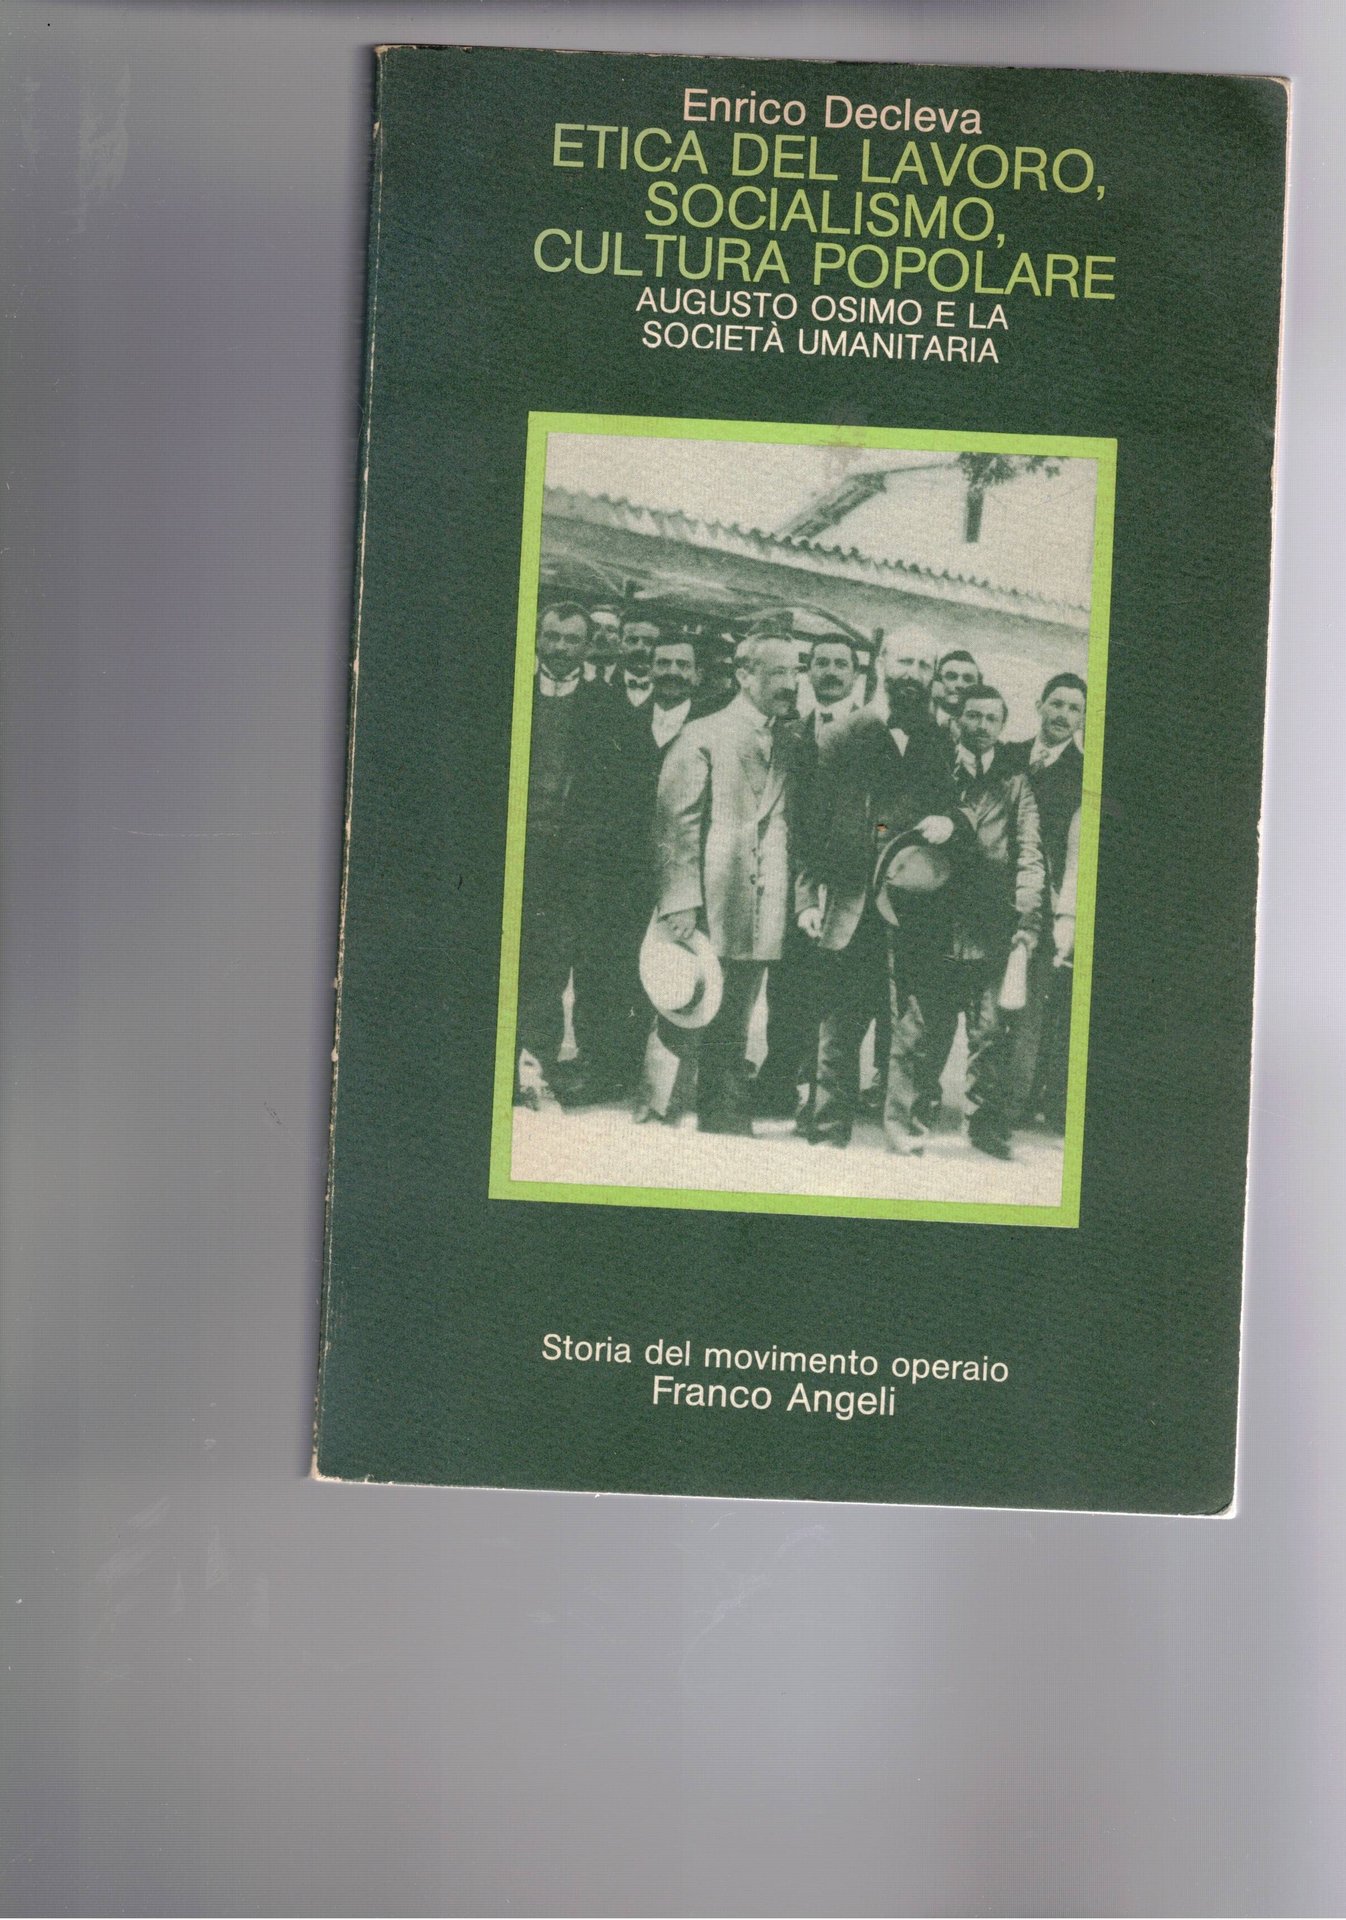 Enrico Decleva
ETICA DEL LAVORO,
SOCIALISMO,
CULTURA POPOLARE
AUGUSTO OSIMO E LA
SOCIETÀ UMANITARIA
Storia del movimento operaio
Franco Angeli